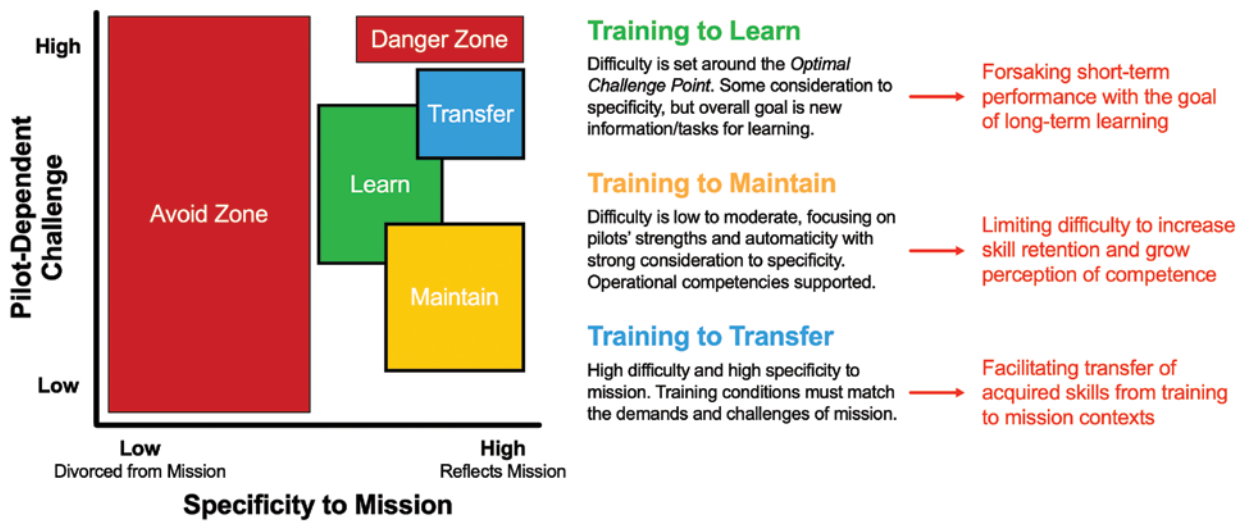 High
Low
Pilot-Dependent
Challenge
Avoid Zone
Danger Zone
Transfer
Learn
Maintain
Low
Divorced from Mission
High
Reflects Mission
Specificity to Mission
Training to Learn
Difficulty is set around the Optimal
Challenge Point. Some consideration to
specificity, but overall goal is new
information/tasks for learning.
Forsaking short-term
performance with the goal
of long-term learning
Training to Maintain
Difficulty is low to moderate, focusing on
pilots' strengths and automaticity with
strong consideration to specificity.
Operational competencies supported.
Limiting difficulty to increase
skill retention and grow
perception of competence
Training to Transfer
High difficulty and high specificity to
mission. Training conditions must match
the demands and challenges of mission.
Facilitating transfer of
acquired skills from training
to mission contexts